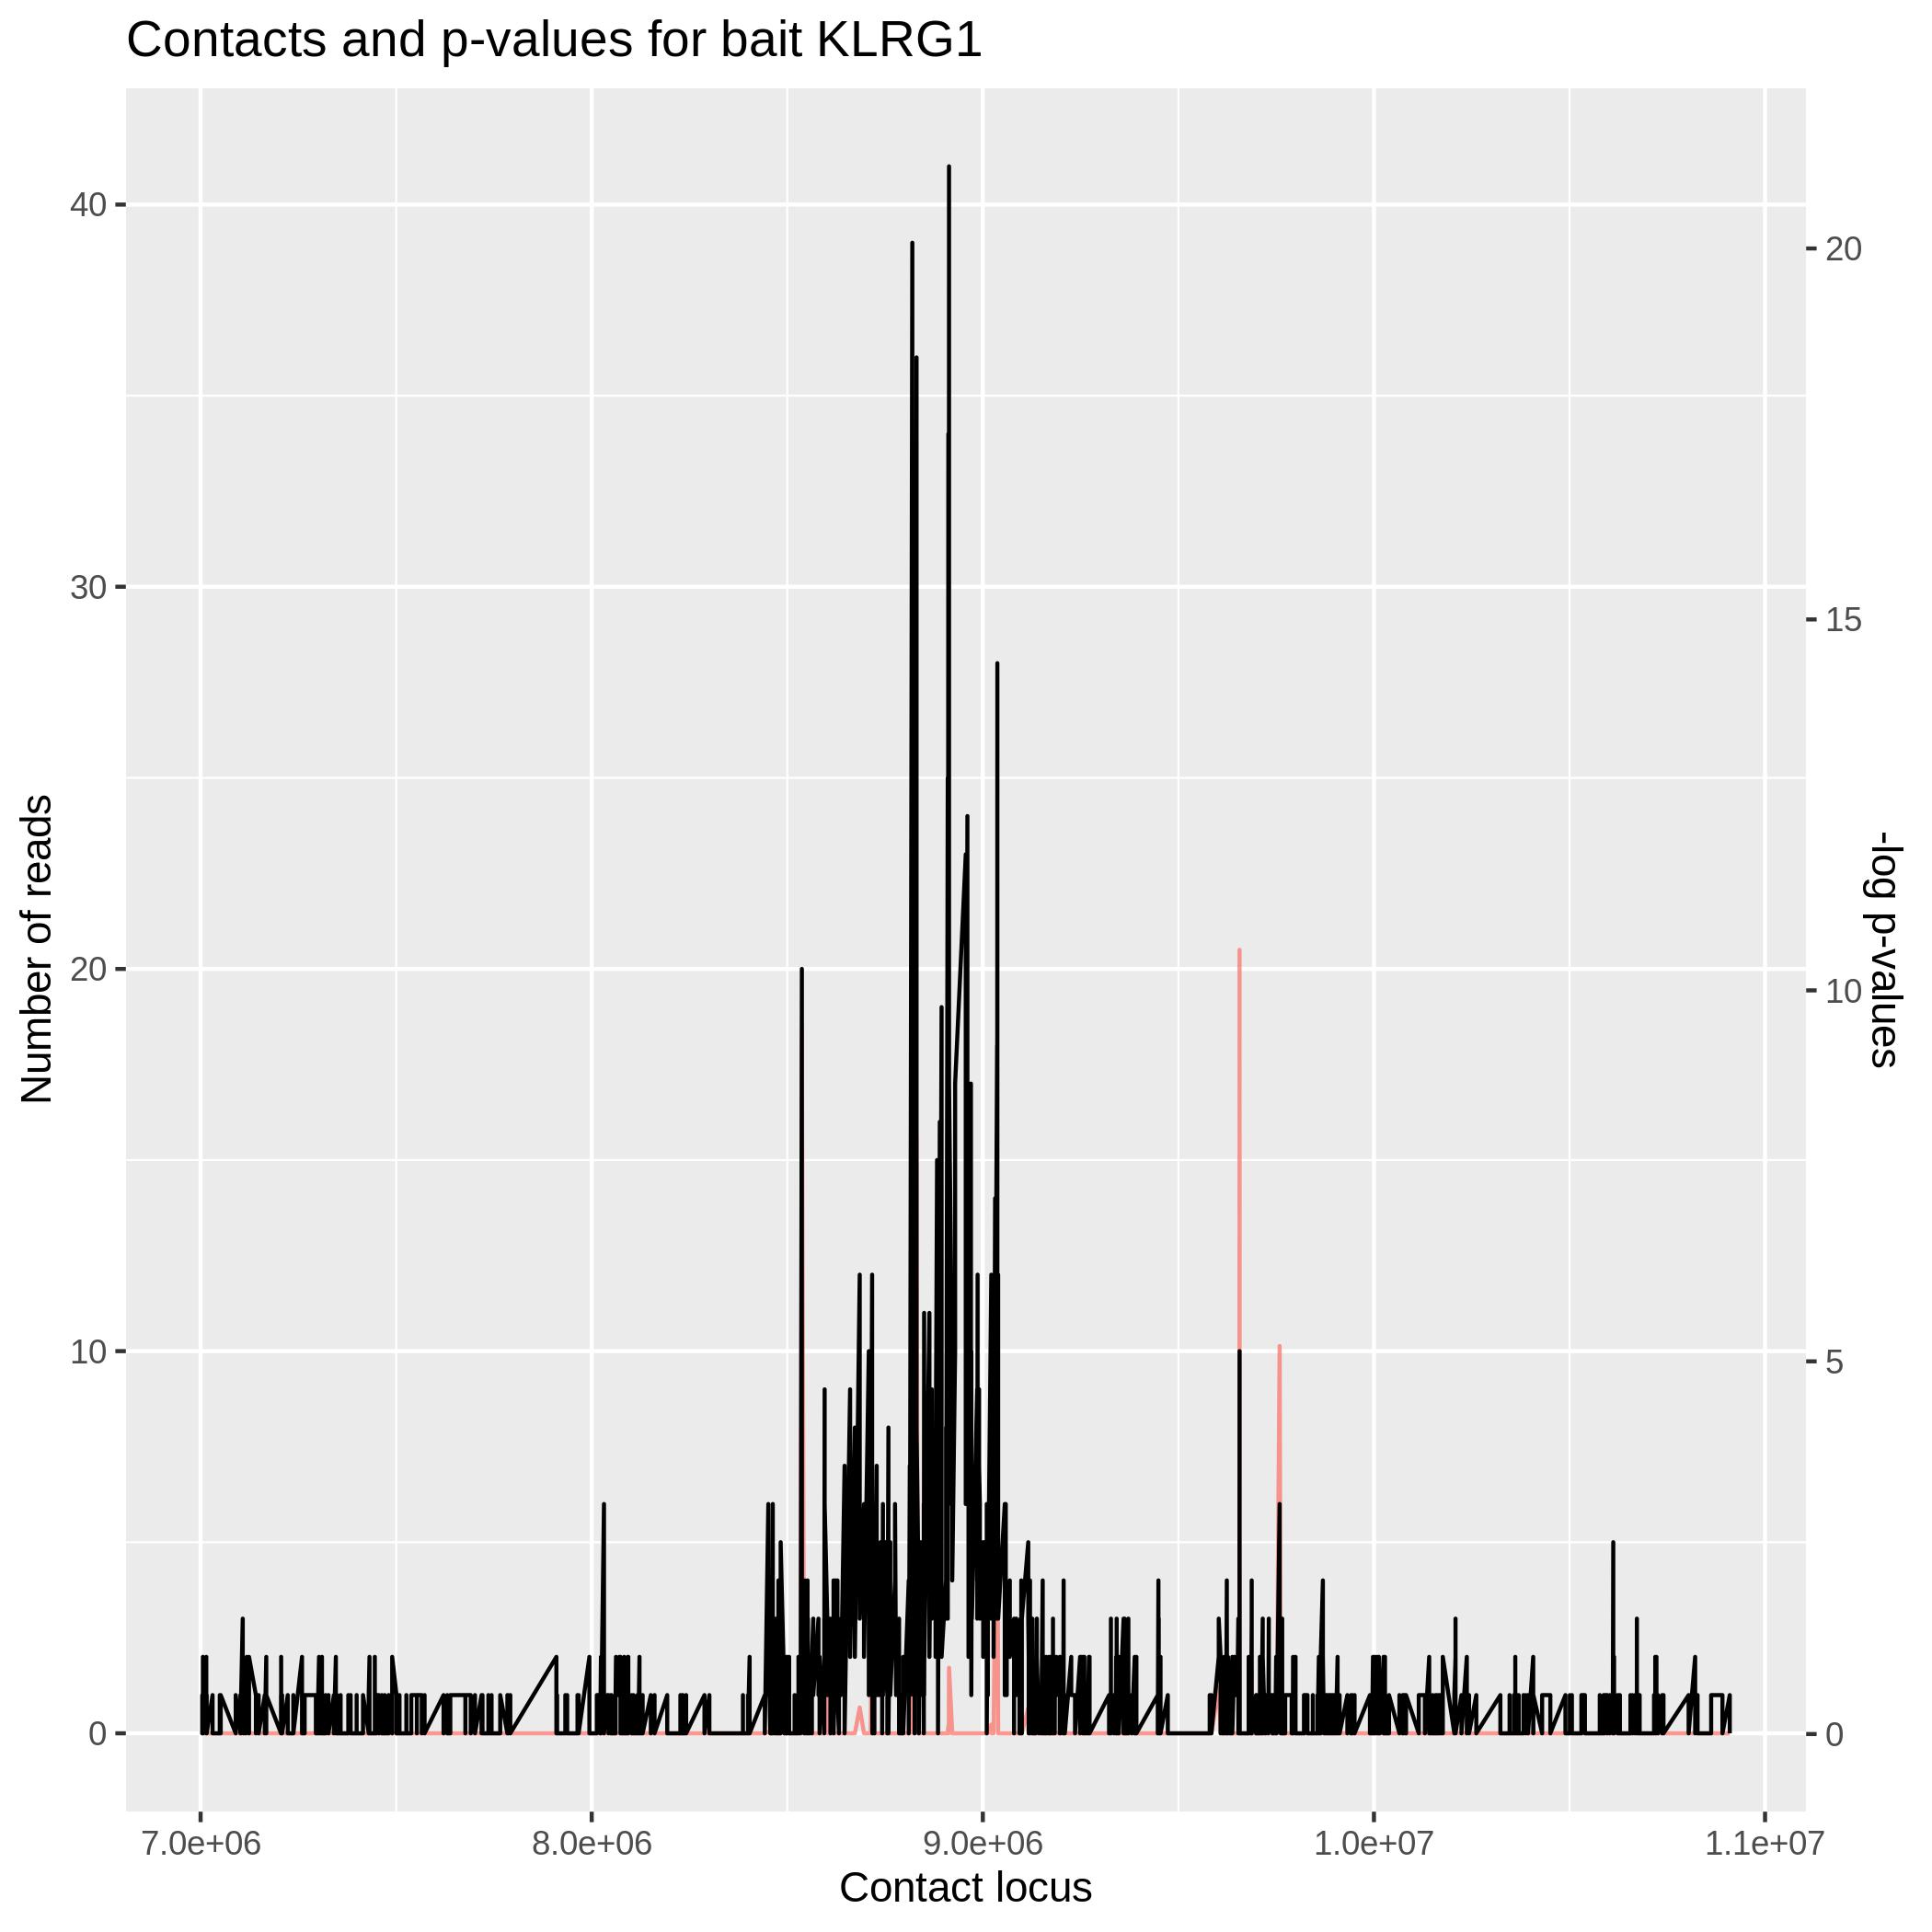 Contacts and p-values for bait KLRG1
40
30
20
10
0
Number of reads
20
15
10
5
0
-log p-values
7.0e+06
8.0e+06
9.0e+06
1.0e+07
1.1e+07
Contact locus